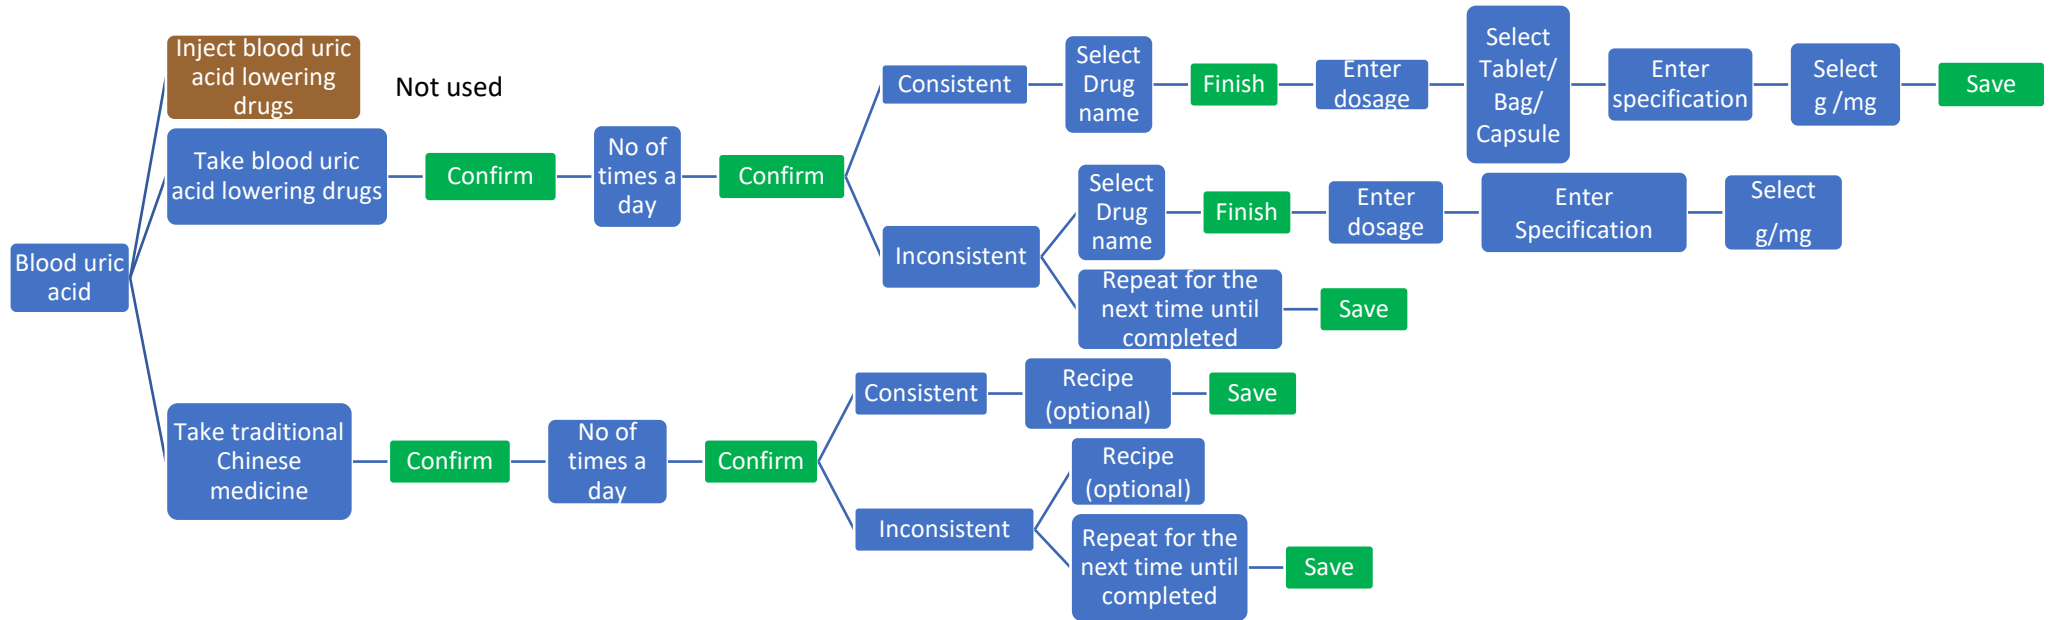 Inject blood uric
acid lowering
drugs
Not used
Take blood uric
acid lowering drugs
Confirm
No of
times a
day
Confirm
Consistent
Select
Drug
name
Finish
Enter
dosage
Select
Tablet/
Bag/
Capsule
Enter
specification
Select
g /mg
Save
Inconsistent
Select
Drug
name
Finish
Enter
dosage
Enter
Specification
Select
g/mg
Repeat for the
next time until
completed
Save
Blood uric
acid
Take traditional
Chinese
medicine
Confirm
No of
times a
day
Confirm
Consistent
Recipe
(optional)
Save
Inconsistent
Recipe
(optional)
Repeat for the
next time until
completed
Save